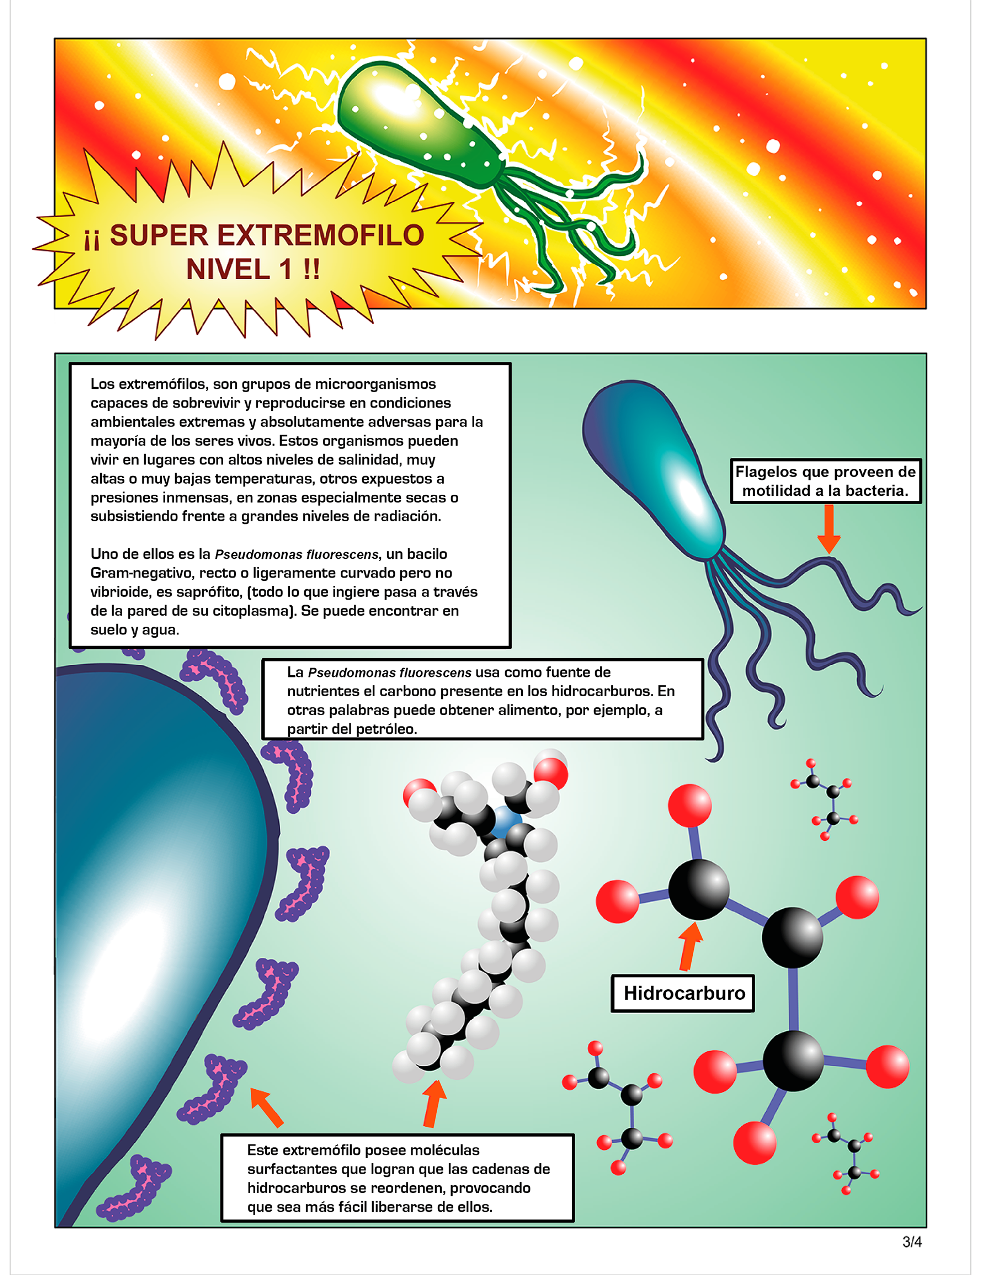 ¡¡ SUPER EXTREMOFILO
NIVEL 1 !!
Los extremófilos, son grupos de microorganismos
capaces de sobrevivir y reproducirse en condiciones
ambientales extremas y absolutamente adversas para la
mayoría de los seres vivos. Estos organismos pueden
vivir en lugares con altos niveles de salinidad, muy
altas o muy bajas temperaturas, otros expuestos a
presiones inmensas, en zonas especialmente secas o
subsistiendo frente a grandes niveles de radiación.
Uno de ellos es la Pseudomonas fluorescens, un bacilo
Gram-negativo, recto o ligeramente curvado pero no
vibrioide, es saprófito, (todo lo que ingiere pasa a través
de la pared de su citoplasma). Se puede encontrar en
suelo y agua.
Flagelos que proveen de
motilidad a la bacteria.
La Pseudomonas fluorescens usa como fuente de
nutrientes el carbono presente en los hidrocarburos. En
otras palabras puede obtener alimento, por ejemplo, a
partir del petróleo.
Hidrocarburo
Este extremófilo posee moléculas
surfactantes que logran que las cadenas de
hidrocarburos se reordenen, provocando
que sea más fácil liberarse de ellos.
3/4